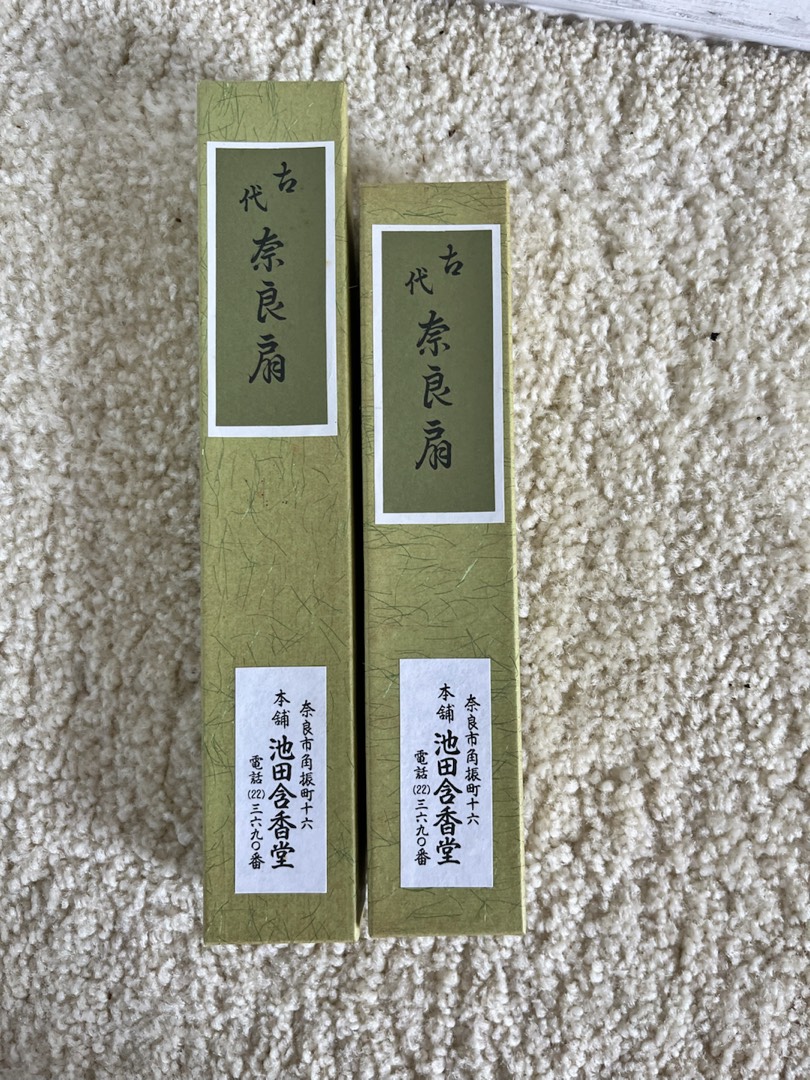 古代
奈良扇
奈良市角振町十六
本舗 池田含香堂
電話(22)三六九〇番
古代
奈良扇
奈良市角振町十六
本舗 池田含香堂
電話(22)三六九〇番